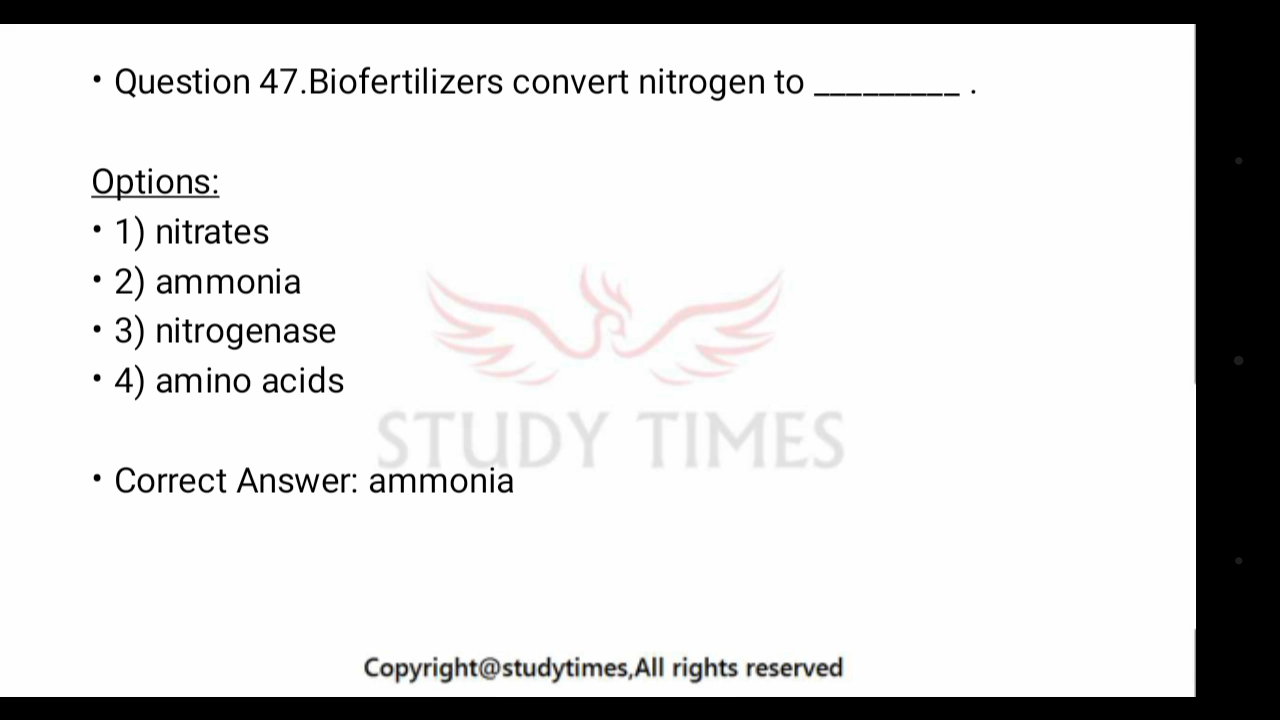 • Question 47.Biofertilizers convert nitrogen to _________ .
Options:
• 1) nitrates
• 2) ammonia
• 3) nitrogenase
• 4) amino acids
STUDY TIMES
• Correct Answer: ammonia
Copyright@studytimes,All rights reserved